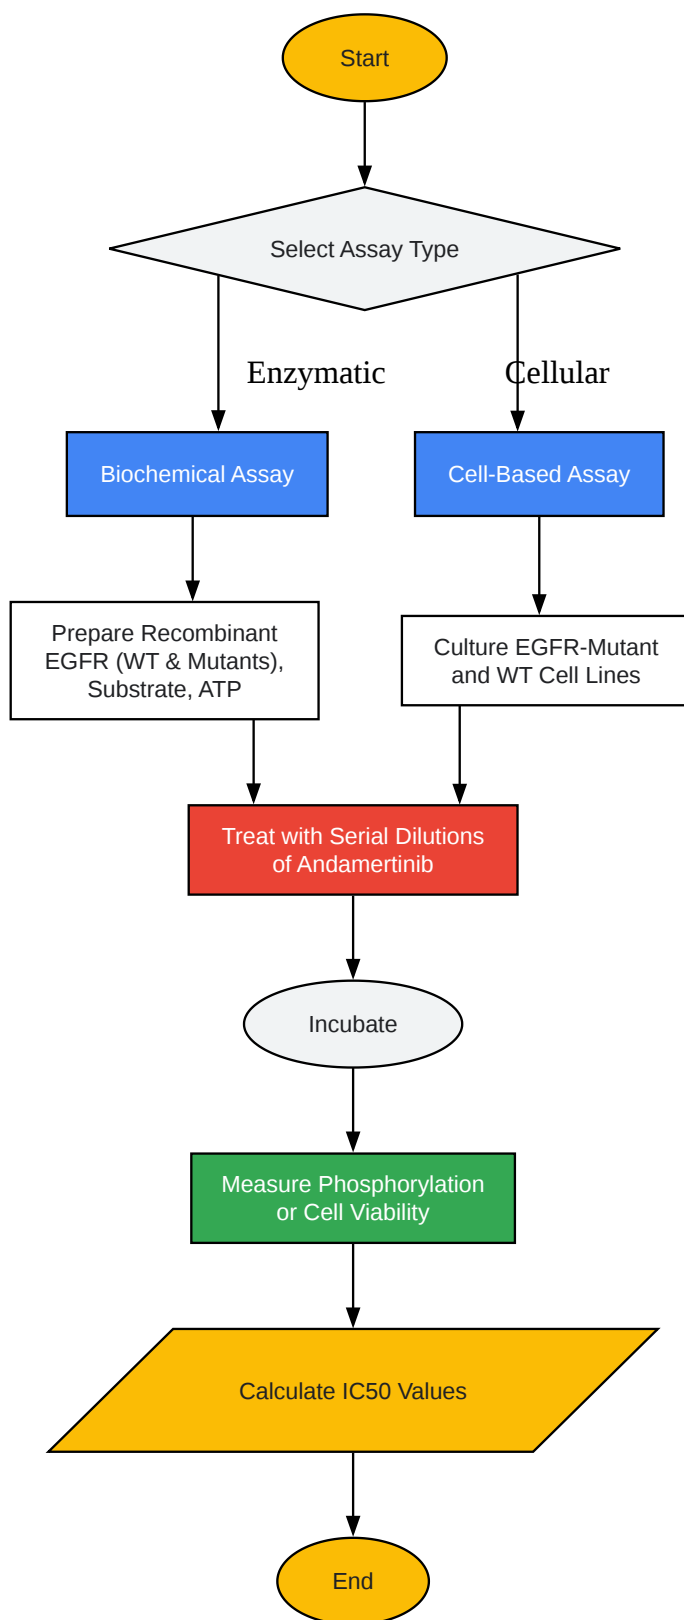 Start
Select Assay Type
Enzymatic
Cellular
Biochemical Assay
Cell-Based Assay
Prepare Recombinant
EGFR (WT & Mutants),
Substrate, ATP
Culture EGFR-Mutant
and WT Cell Lines
Treat with Serial Dilutions
of Andamertinib
Incubate
Measure Phosphorylation
or Cell Viability
Calculate IC50 Values
End